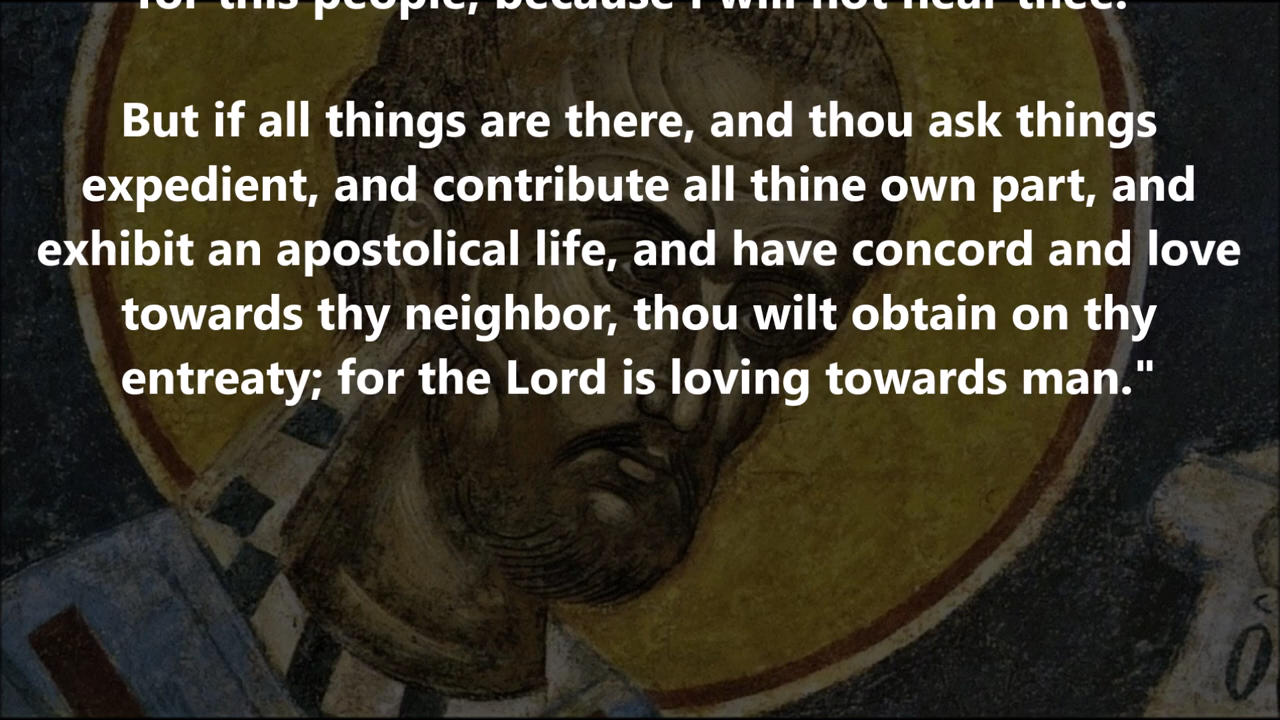 for this people, because I will not hear thee.
But if all things are there, and thou ask things
expedient, and contribute all thine own part, and
exhibit an apostolical life, and have concord and love
towards thy neighbor, thou wilt obtain on thy
entreaty; for the Lord is loving towards man."